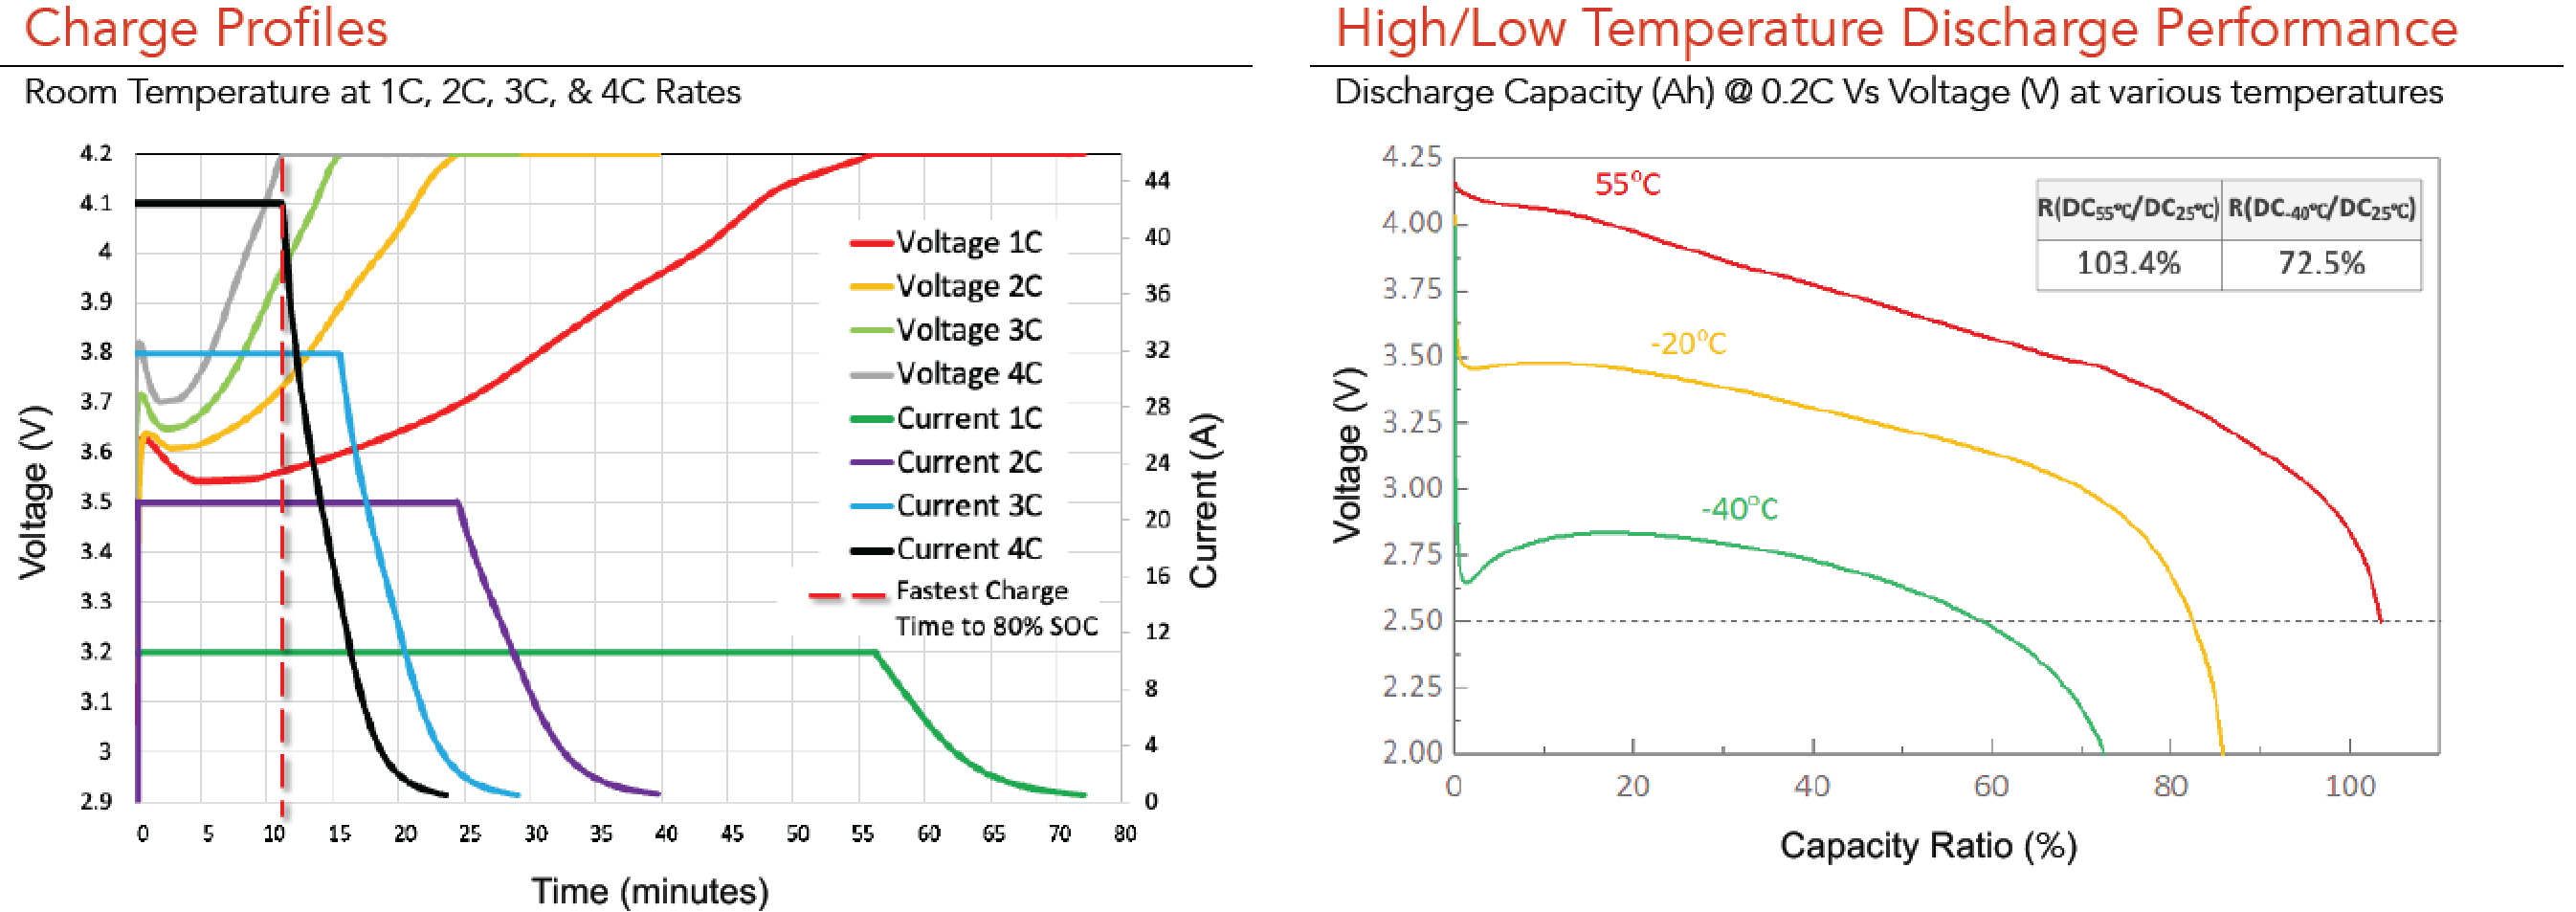 Charge Profiles
Room Temperature at 1C, 2C, 3C, & 4C Rates
4.2
4.1
4
3.9
3.8
3.7
3.6
3.5
3.4
3.3
3.2
3.1
3
2.9
Voltage (V)
44
40
36
32
28
24
20
16
12
8
4
0
Current (A)
Voltage 1C
Voltage 2C
Voltage 3C
Voltage 4C
Current 1C
Current 2C
Current 3C
Current 4C
Fastest Charge
Time to 80% SOC
0 5 10 15 20 25 30 35 40 45 50 55 60 65 70 80
Time (minutes)
High/Low Temperature Discharge Performance
Discharge Capacity (Ah) @ 0.2C Vs Voltage (V) at various temperatures
4.25
4.00
3.75
3.50
3.25
3.00
2.75
2.50
2.25
2.00
Voltage (V)
55°C
-20°C
-40°C
R(DC55°C/DC25°C) R(DC-40°C/DC25°C)
103.4% 72.5%
0 20 40 60 80 100
Capacity Ratio (%)